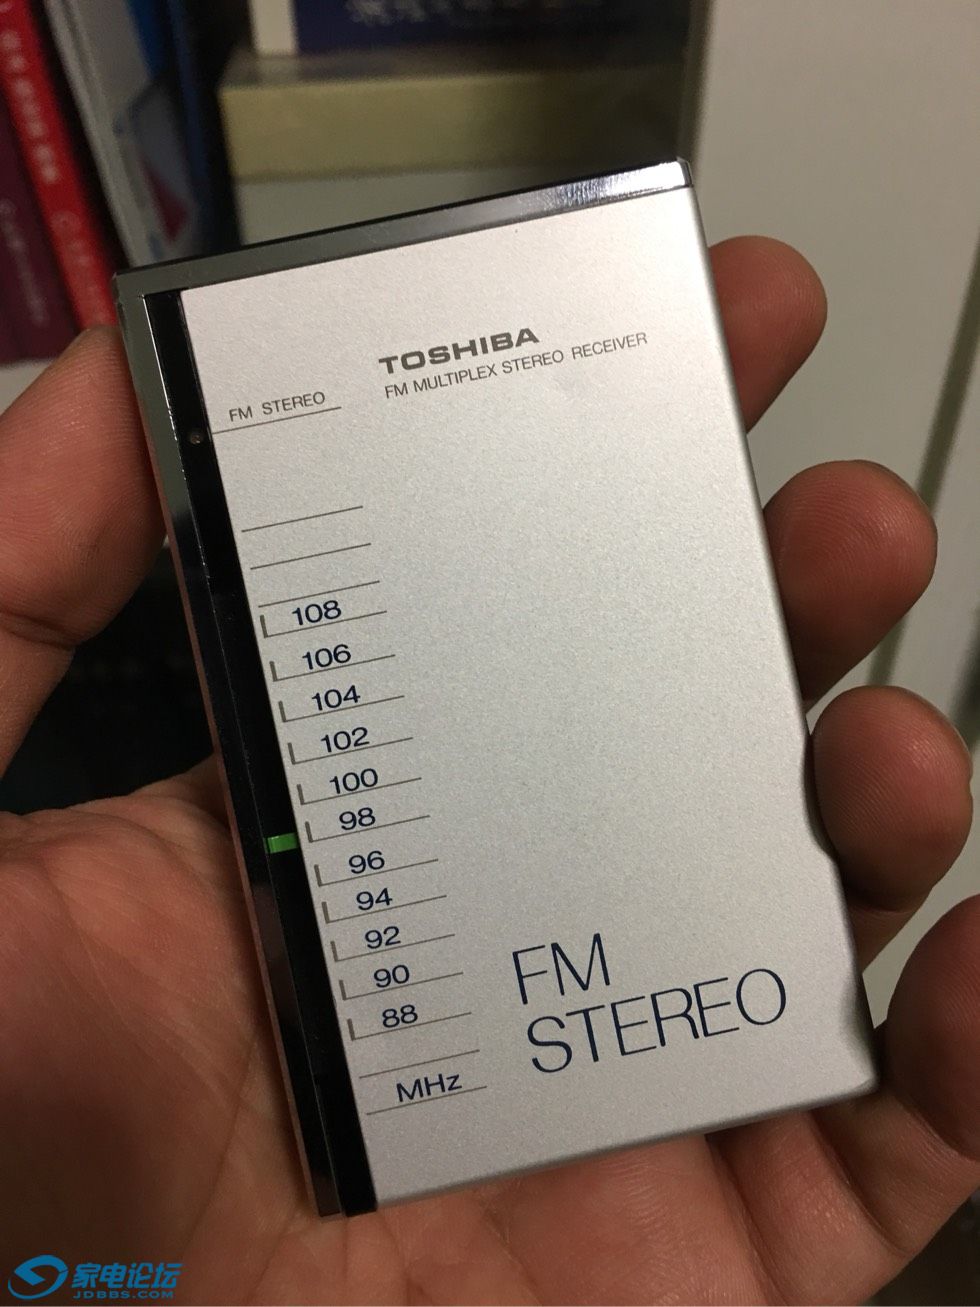 TOSHIBA
FM MULTIPLEX STEREO RECEIVER
FM STEREO
108
106
104
102
100
98
96
94
92
90
88
MHz
FM
STEREO
家电论坛
JDBBS.COM